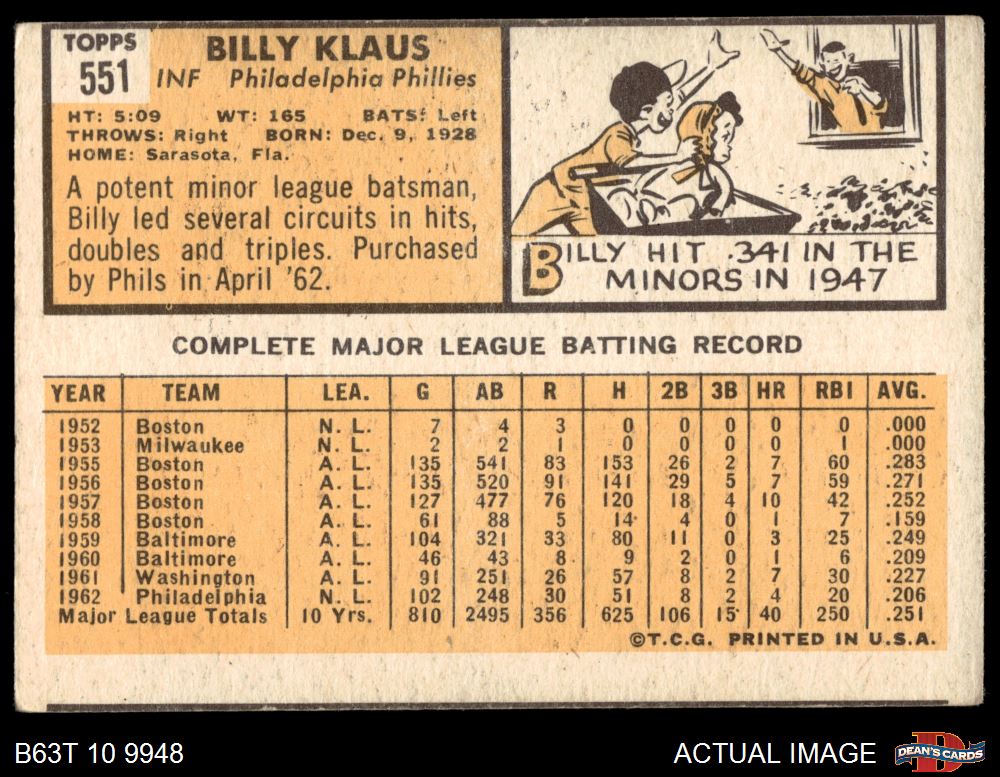 TOPPS
551
BILLY KLAUS
INF Philadelphia Phillies
HT: 5:09 WT: 165 BATS: Left
THROWS: Right BORN: Dec. 9, 1928
HOME: Sarasota, Fla.
A potent minor league batsman,
Billy led several circuits in hits,
doubles and triples. Purchased
by Phils in April '62.
BILLY HIT .341 IN THE
MINORS IN 1947
COMPLETE MAJOR LEAGUE BATTING RECORD
YEAR TEAM LEA. G AB R H 2B 3B HR RBI AVG.
1952 Boston N. L. 7 4 3 0 0 0 0 0 .000
1953 Milwaukee N. L. 2 2 1 0 0 0 0 1 .000
1955 Boston A. L. 135 541 83 153 26 2 7 60 .283
1956 Boston A. L. 135 520 91 141 29 5 7 59 .271
1957 Boston A. L. 127 477 76 120 18 4 10 42 .252
1958 Boston A. L. 61 88 5 14 4 0 1 7 .159
1959 Baltimore A. L. 104 321 33 80 11 0 3 25 .249
1960 Baltimore A. L. 46 43 8 9 2 0 1 6 .209
1961 Washington A. L. 91 251 26 57 8 2 7 30 .227
1962 Philadelphia N. L. 102 248 30 51 8 2 4 20 .206
Major League Totals 10 Yrs. 810 2495 356 625 106 15 40 250 .251
©T.C.G. PRINTED IN U.S.A.
B63T 10 9948
ACTUAL IMAGE
D
DEAN'S CARDS